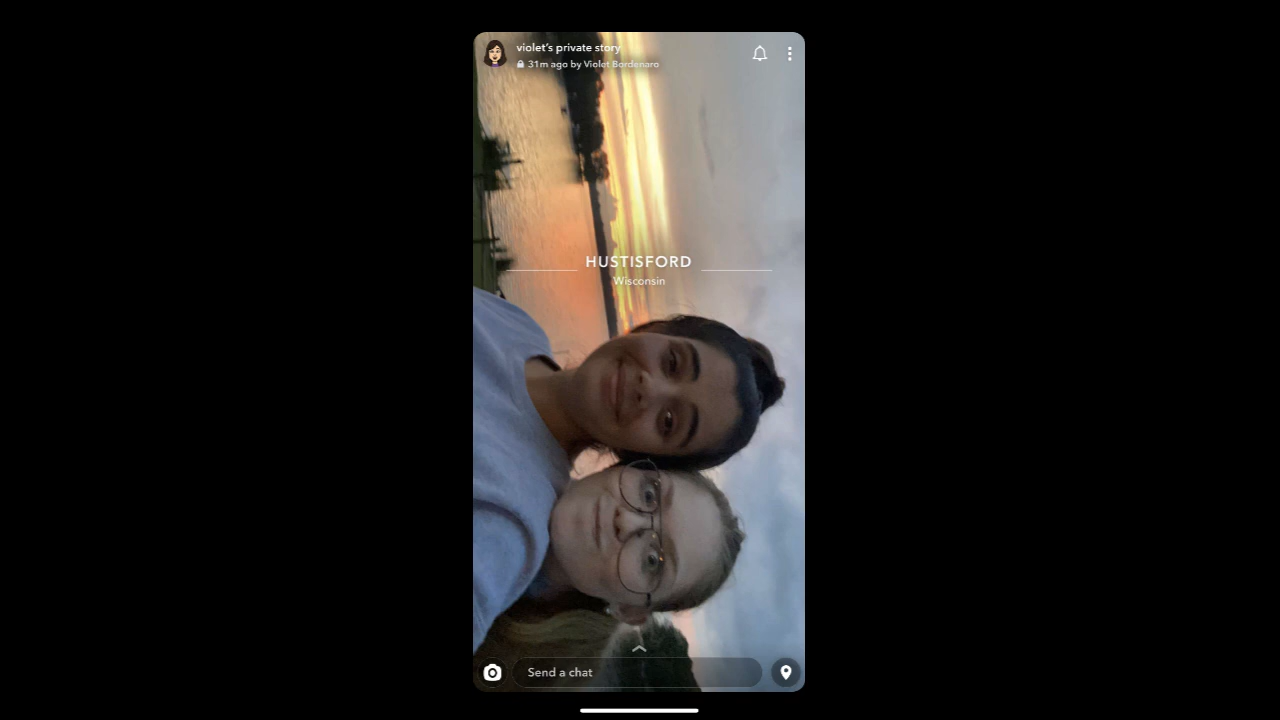 violet's private story
31m ago by Violet Bordenaro
HUSTISFORD
Wisconsin
Send a chat